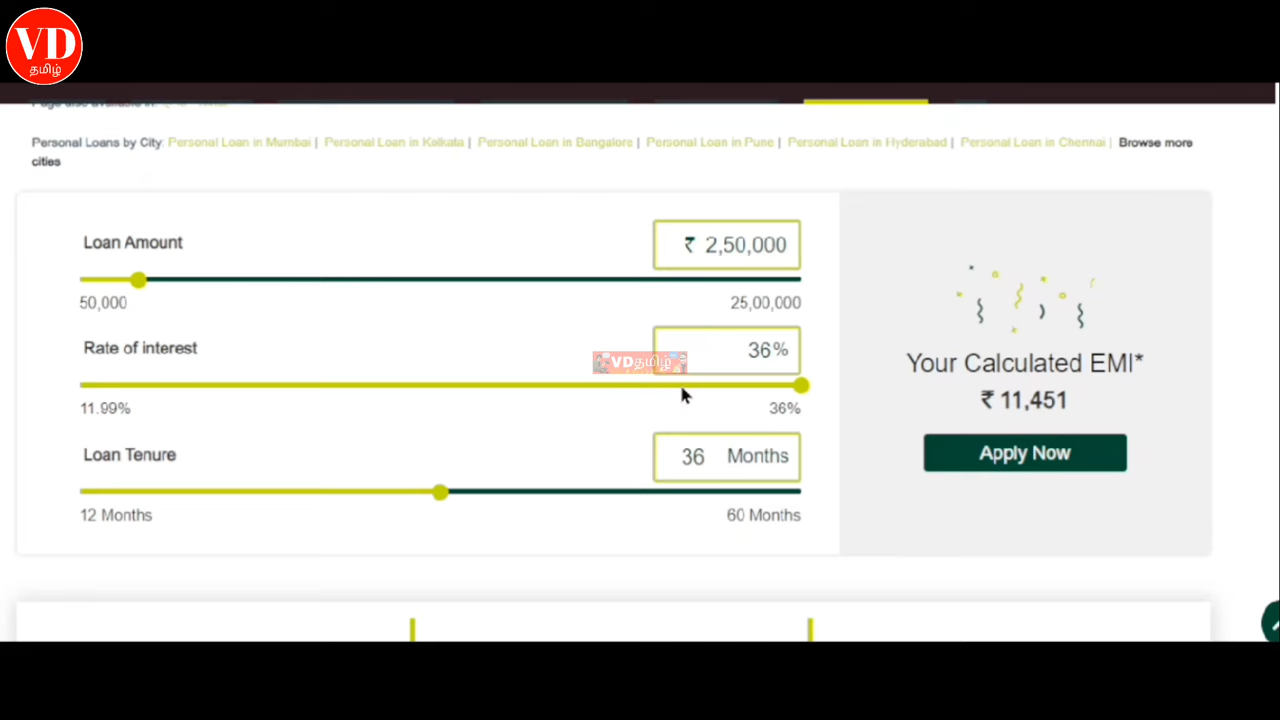 VD
தமிழ்
Personal Loans by City: Personal Loan in Mumbai | Personal Loan in Kolkata | Personal Loan in Bangalore | Personal Loan in Pune | Personal Loan in Hyderabad | Personal Loan in Chennai | Browse more
cities
Loan Amount
₹ 2,50,000
50,000
25,00,000
Rate of interest
36%
VDதமிழ்
11.99%
36%
Loan Tenure
36 Months
12 Months
60 Months
Your Calculated EMI*
₹ 11,451
Apply Now